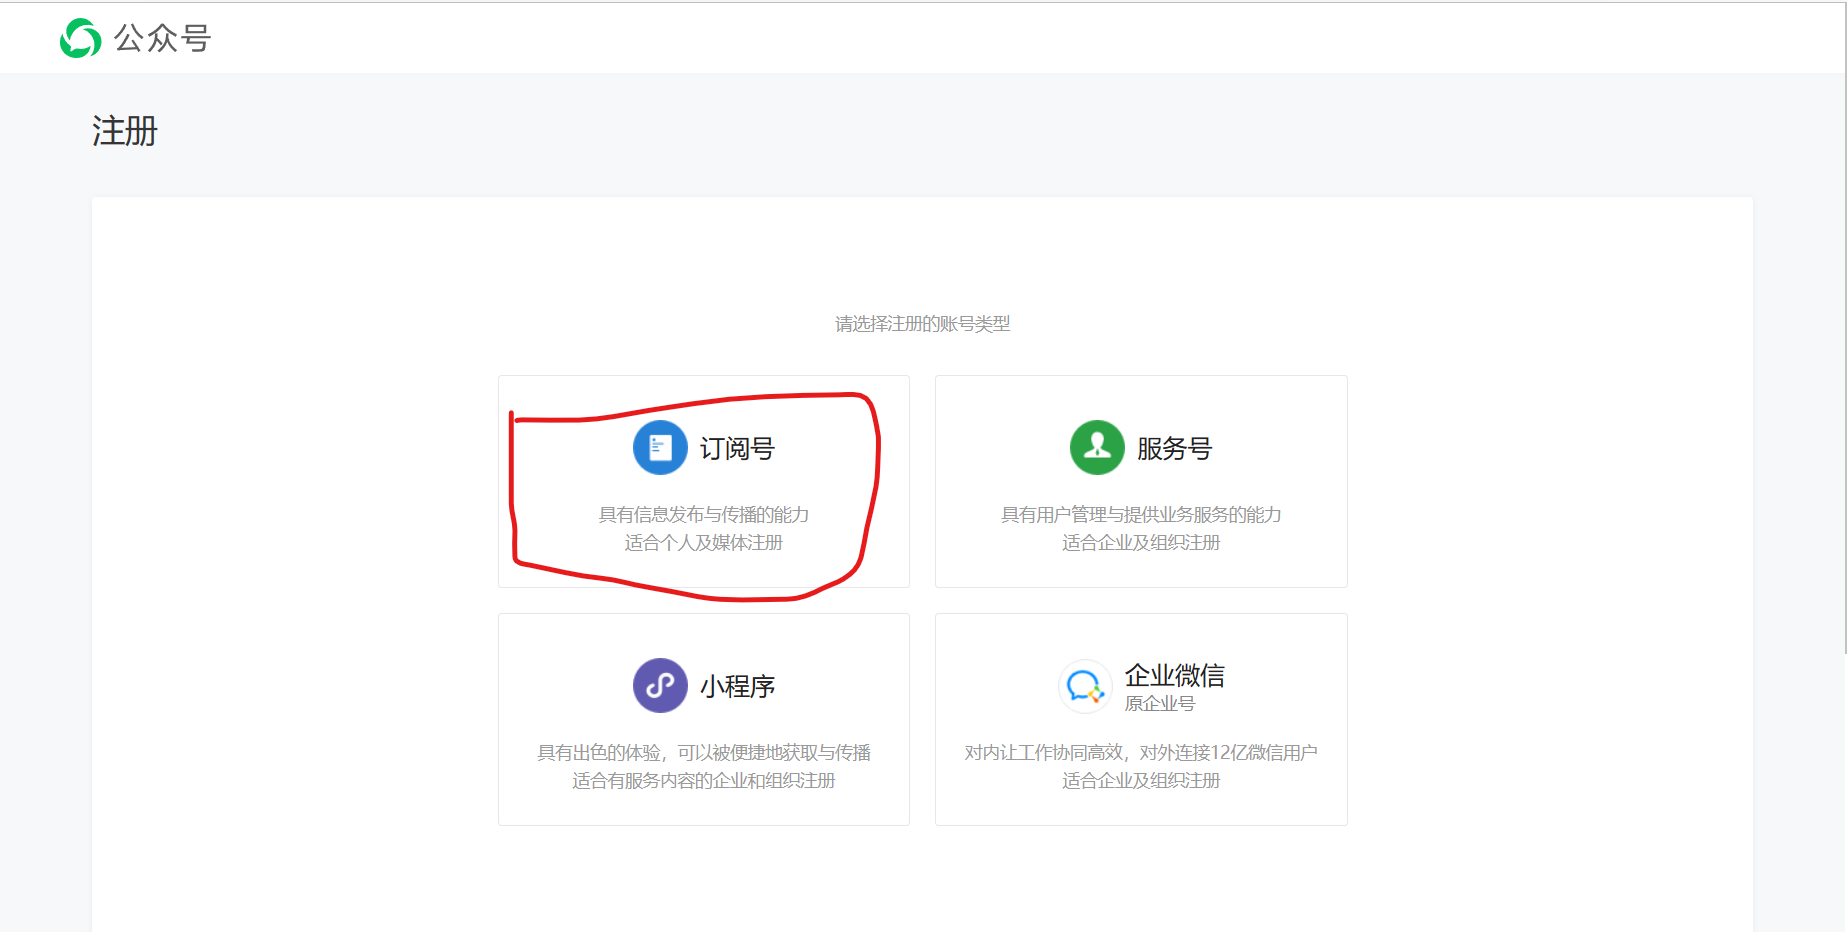 公众号
注册
请选择注册的账号类型
订阅号
具有信息发布与传播的能力
适合个人及媒体注册
服务号
具有用户管理与提供业务服务的能力
适合企业及组织注册
小程序
具有出色的体验，可以被便捷地获取与传播
适合有服务内容的企业和组织注册
企业微信
原企业号
对内让工作协同高效，对外连接12亿微信用户
适合企业及组织注册